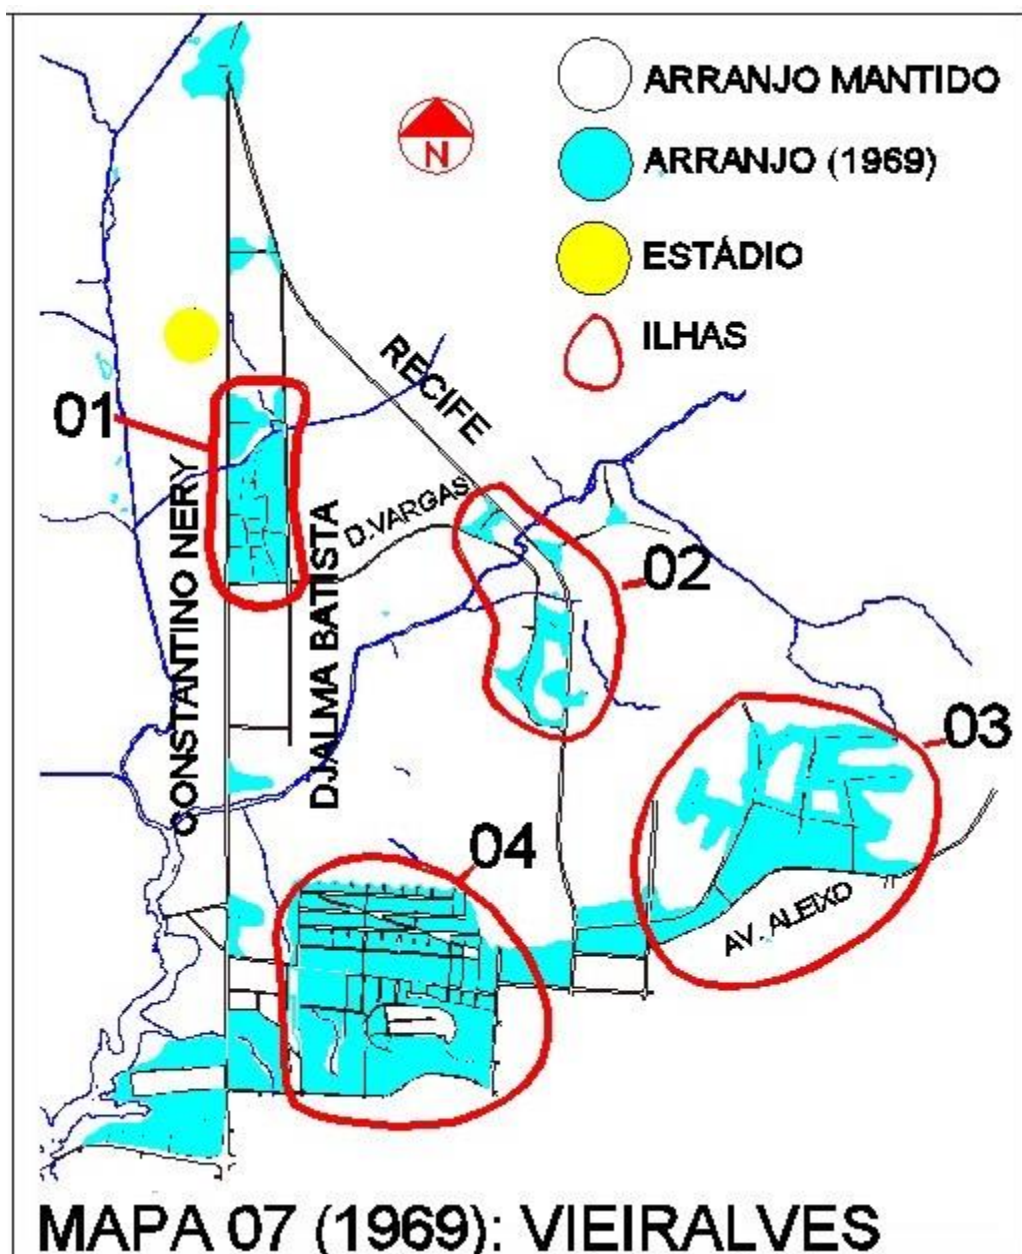 ARRANJO MANTIDO
N
ARRANJO (1969)
ESTÁDIO
ILHAS
RECIFE
01
CONSTANTINO NERY
DJALMA BATISTA
D.VARGAS
02
03
04
AV. ALEIXO
MAPA 07 (1969): VIEIRALVES